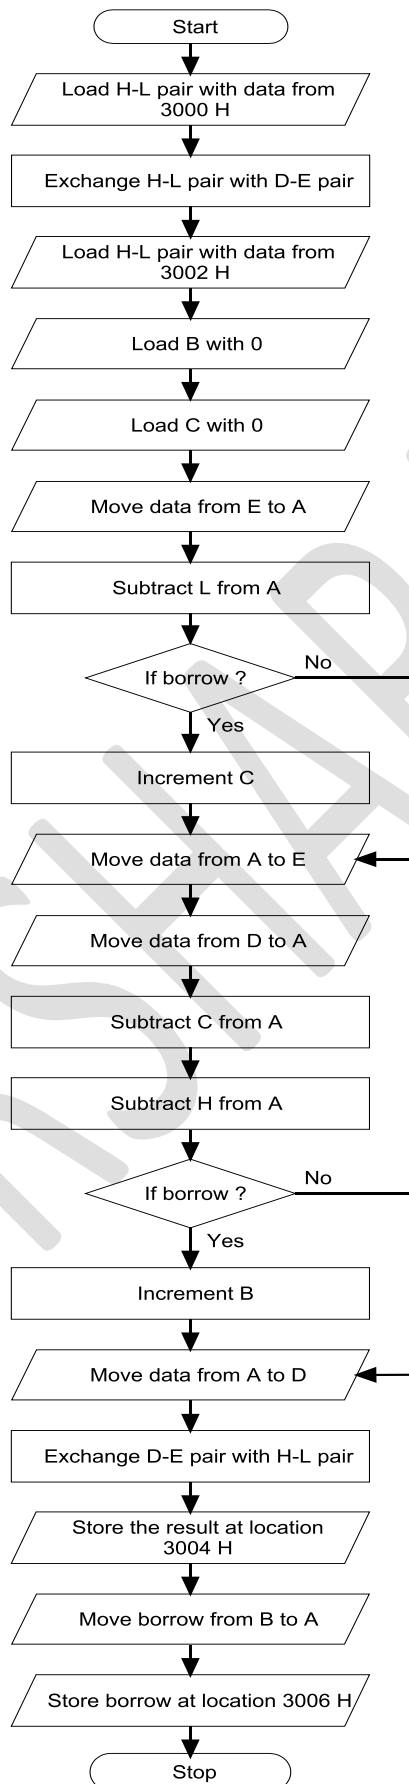 Start
Load H-L pair with data from
3000 H
Exchange H-L pair with D-E pair
Load H-L pair with data from
3002 H
Load B with 0
Load C with 0
Move data from E to A
Subtract L from A
If borrow ?
No
Yes
Increment C
Move data from A to E
Move data from D to A
Subtract C from A
Subtract H from A
If borrow ?
No
Yes
Increment B
Move data from A to D
Exchange D-E pair with H-L pair
Store the result at location
3004 H
Move borrow from B to A
Store borrow at location 3006 H
Stop